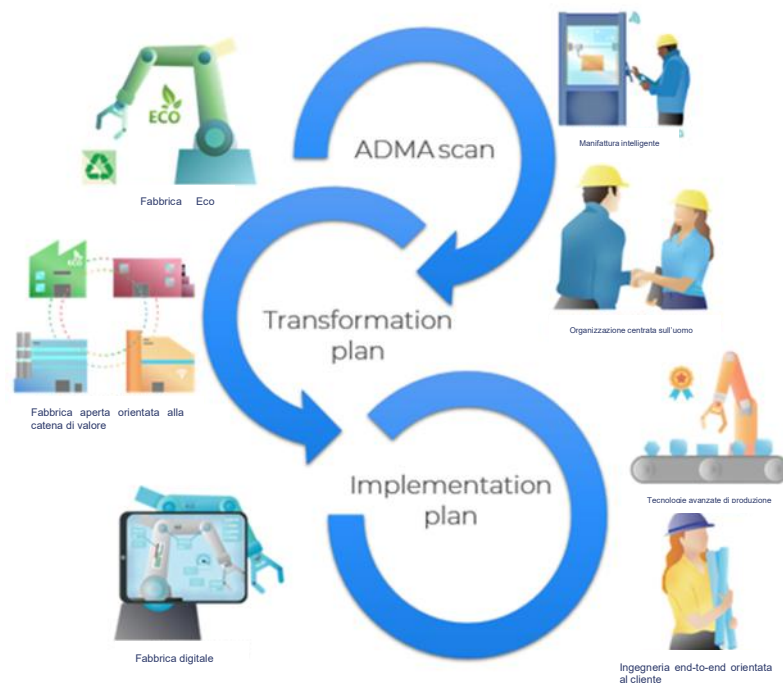 ADMA scan
Manifattura intelligente
ECO
Fabbrica Eco
Organizzazione centrata sull'uomo
ECO
Transformation
plan
Fabbrica aperta orientata alla
catena di valore
Implementation
plan
Tecnologie avanzate di produzione
Fabbrica digitale
Ingegneria end-to-end orientata
al cliente